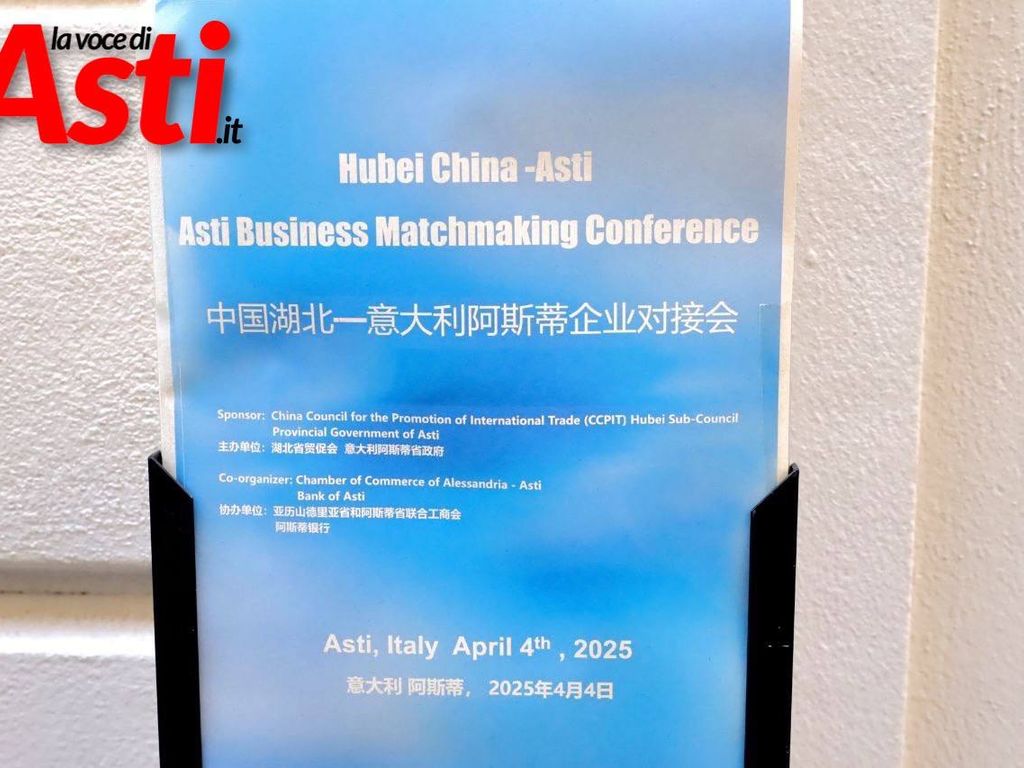 la voce di
Asti.it
Hubei China -Asti
Asti Business Matchmaking Conference
中国湖北一意大利阿斯蒂企业对接会
Sponsor: China Council for the Promotion of International Trade (CCPIT) Hubei Sub-Council
Provincial Government of Asti
主办单位：湖北省贸促会 意大利阿斯蒂省政府
Co-organizer: Chamber of Commerce of Alessandria - Asti
Bank of Asti
协办单位：亚历山德里亚省和阿斯蒂省联合工商会
阿斯蒂银行
Asti, Italy April 4th , 2025
意大利 阿斯蒂， 2025年4月4日